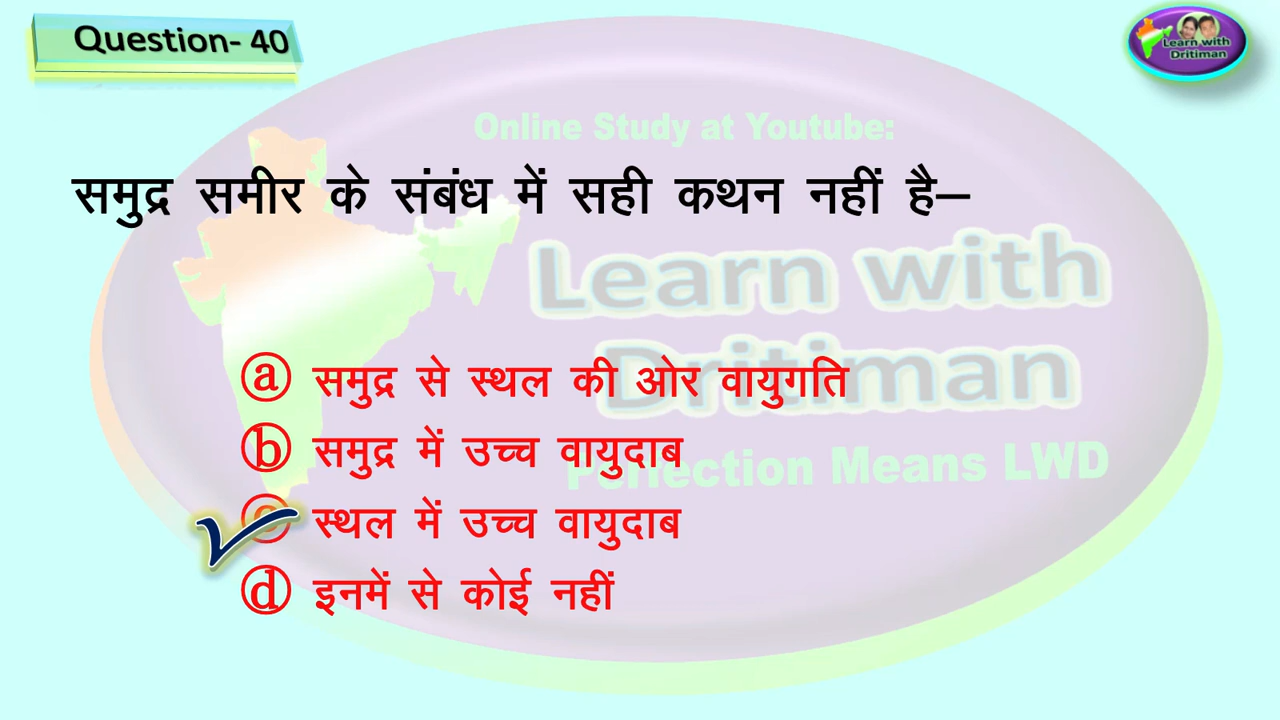 Question- 40
Learn with
Dritiman
Online Study at Youtube:
समुद्र समीर के संबंध में सही कथन नहीं है–
Learn with
Dritiman
ⓐ समुद्र से स्थल की ओर वायुगति
ⓑ समुद्र में उच्च वायुदाब
Perfection Means LWD
ⓒ स्थल में उच्च वायुदाब
ⓓ इनमें से कोई नहीं